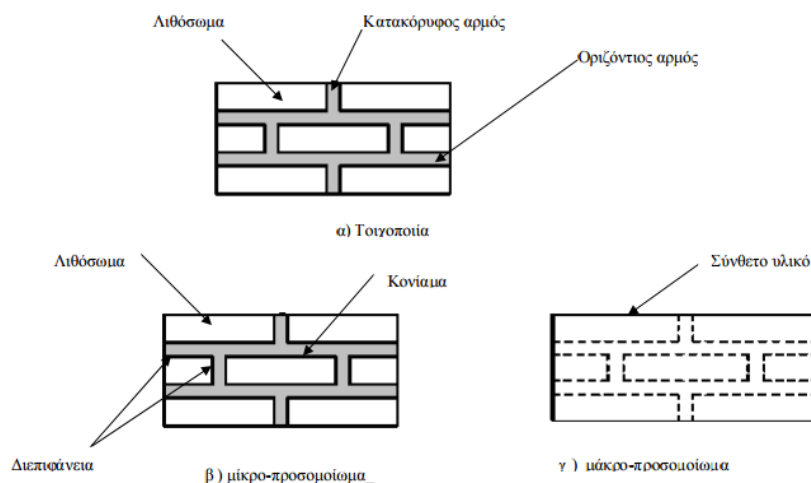 Λιθόσωμα
Κατακόρυφος αρμός
Οριζόντιος αρμός
α) Τοιχοποιία
Λιθόσωμα
Κονίαμα
Σύνθετο υλικό
Διεπιφάνεια
β ) μίκρο-προσομοίωμα_
γ ) μάκρο-προσομοίωμα